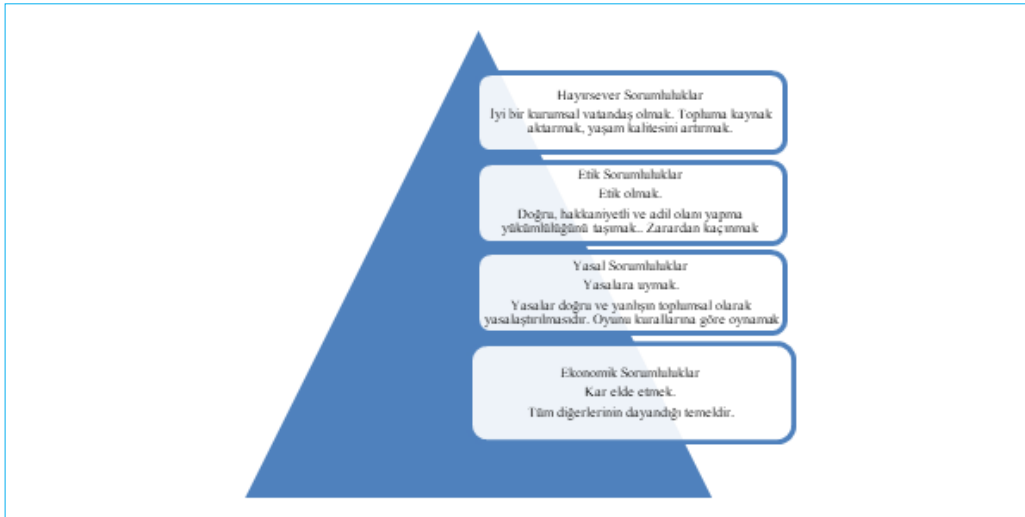 Hayırsever Sorumluluklar
İyi bir kurumsal vatandaş olmak. Topluma kaynak
aktarmak, yaşam kalitesini artırmak.
Etik Sorumluluklar
Etik olmak.
Doğru, hakkaniyetli ve adil olanı yapma
yükümlülüğünü taşımak.. Zarardan kaçınmak
Yasal Sorumluluklar
Yasalara uymak.
Yasalar doğru ve yanlışın toplumsal olarak
yasalaştırılmasıdır. Oyunu kurallarına göre oynamak
Ekonomik Sorumluluklar
Kar elde etmek.
Tüm diğerlerinin dayandığı temeldir.